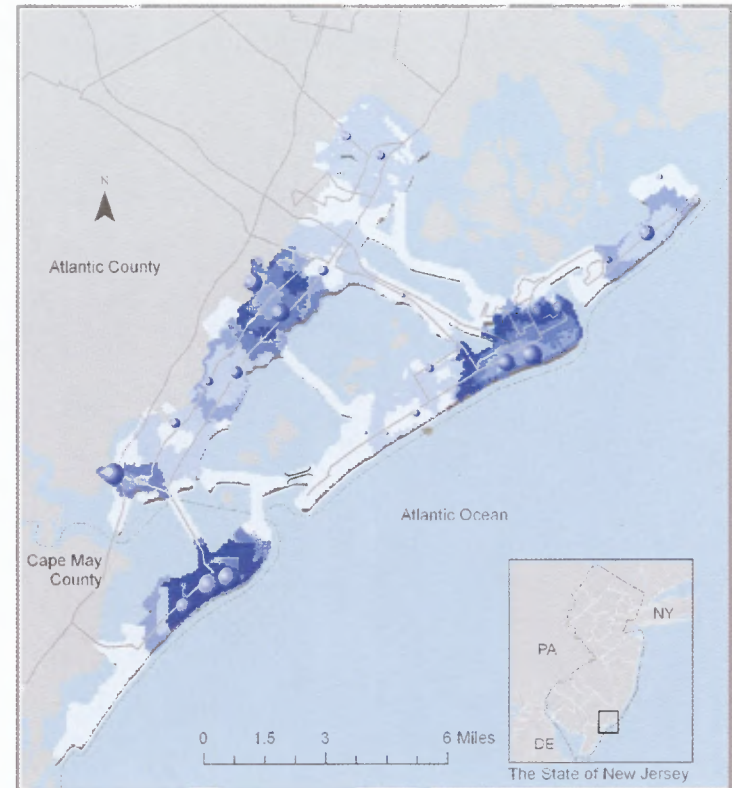 N
Atlantic County
Atlantic Ocean
Cape May
County
NY
PA
DE
0 1.5 3 6 Miles
The State of New Jersey